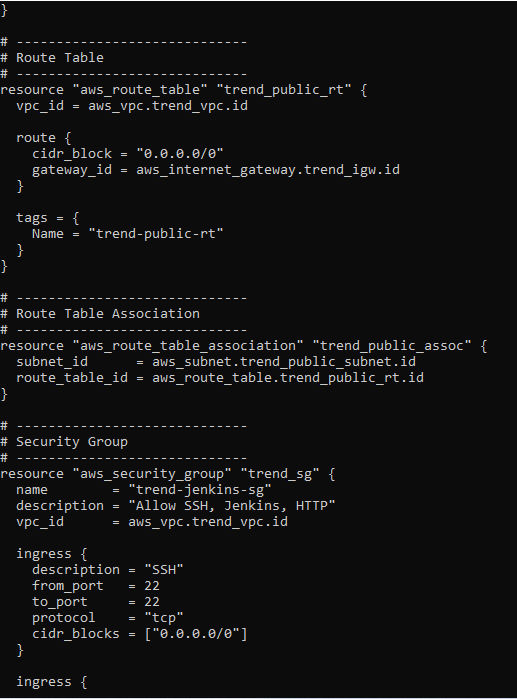 }
# -----------------------------
# Route Table
# -----------------------------
resource "aws_route_table" "trend_public_rt" {
  vpc_id = aws_vpc.trend_vpc.id

  route {
    cidr_block = "0.0.0.0/0"
    gateway_id = aws_internet_gateway.trend_igw.id
  }

  tags = {
    Name = "trend-public-rt"
  }
}

# -----------------------------
# Route Table Association
# -----------------------------
resource "aws_route_table_association" "trend_public_assoc" {
  subnet_id      = aws_subnet.trend_public_subnet.id
  route_table_id = aws_route_table.trend_public_rt.id
}

# -----------------------------
# Security Group
# -----------------------------
resource "aws_security_group" "trend_sg" {
  name        = "trend-jenkins-sg"
  description = "Allow SSH, Jenkins, HTTP"
  vpc_id      = aws_vpc.trend_vpc.id

  ingress {
    description = "SSH"
    from_port   = 22
    to_port     = 22
    protocol    = "tcp"
    cidr_blocks = ["0.0.0.0/0"]
  }

  ingress {